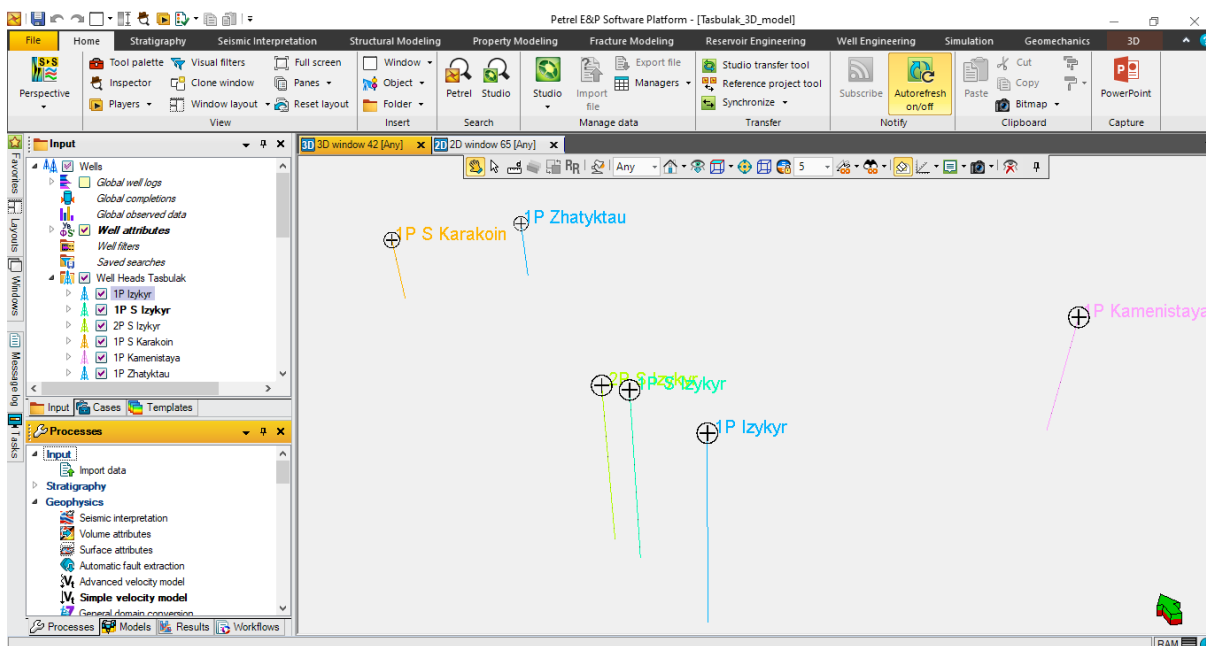 Petrel E&P Software Platform - [Tasbulak_3D_model]
File Home Stratigraphy Seismic Interpretation Structural Modeling Property Modeling Fracture Modeling Reservoir Engineering Well Engineering Simulation Geomechanics 3D
Perspective
Tool palette Visual filters Full screen
Inspector Clone window Panes
Players Window layout Reset layout
View
Window
Object
Folder
Insert
Petrel Studio
Search
Studio
Import file
Export file
Managers
Manage data
Studio transfer tool
Reference project tool
Synchronize
Transfer
Subscribe
Autorefresh on/off
Notify
Paste
Cut
Copy
Bitmap
Clipboard
PowerPoint
Capture
Favorites
Layouts
Windows
Message log
Tasks
Input
Wells
Global well logs
Global completions
Global observed data
Well attributes
Well filters
Saved searches
Well Heads Tasbulak
1P Izykyr
1P S Izykyr
2P S Izykyr
1P S Karakoin
1P Kamenistaya
1P Zhatyktau
Input Cases Templates
Processes
Input
Import data
Stratigraphy
Geophysics
Seismic interpretation
Volume attributes
Surface attributes
Automatic fault extraction
Advanced velocity model
Simple velocity model
General domain conversion
Processes Models Results Workflows
3D 3D window 42 [Any] 2D 2D window 65 [Any]
Any
5
1P Zhatyktau
1P S Karakoin
1P Kamenistaya
2P S Izykyr
1P S Izykyr
1P Izykyr
RAM